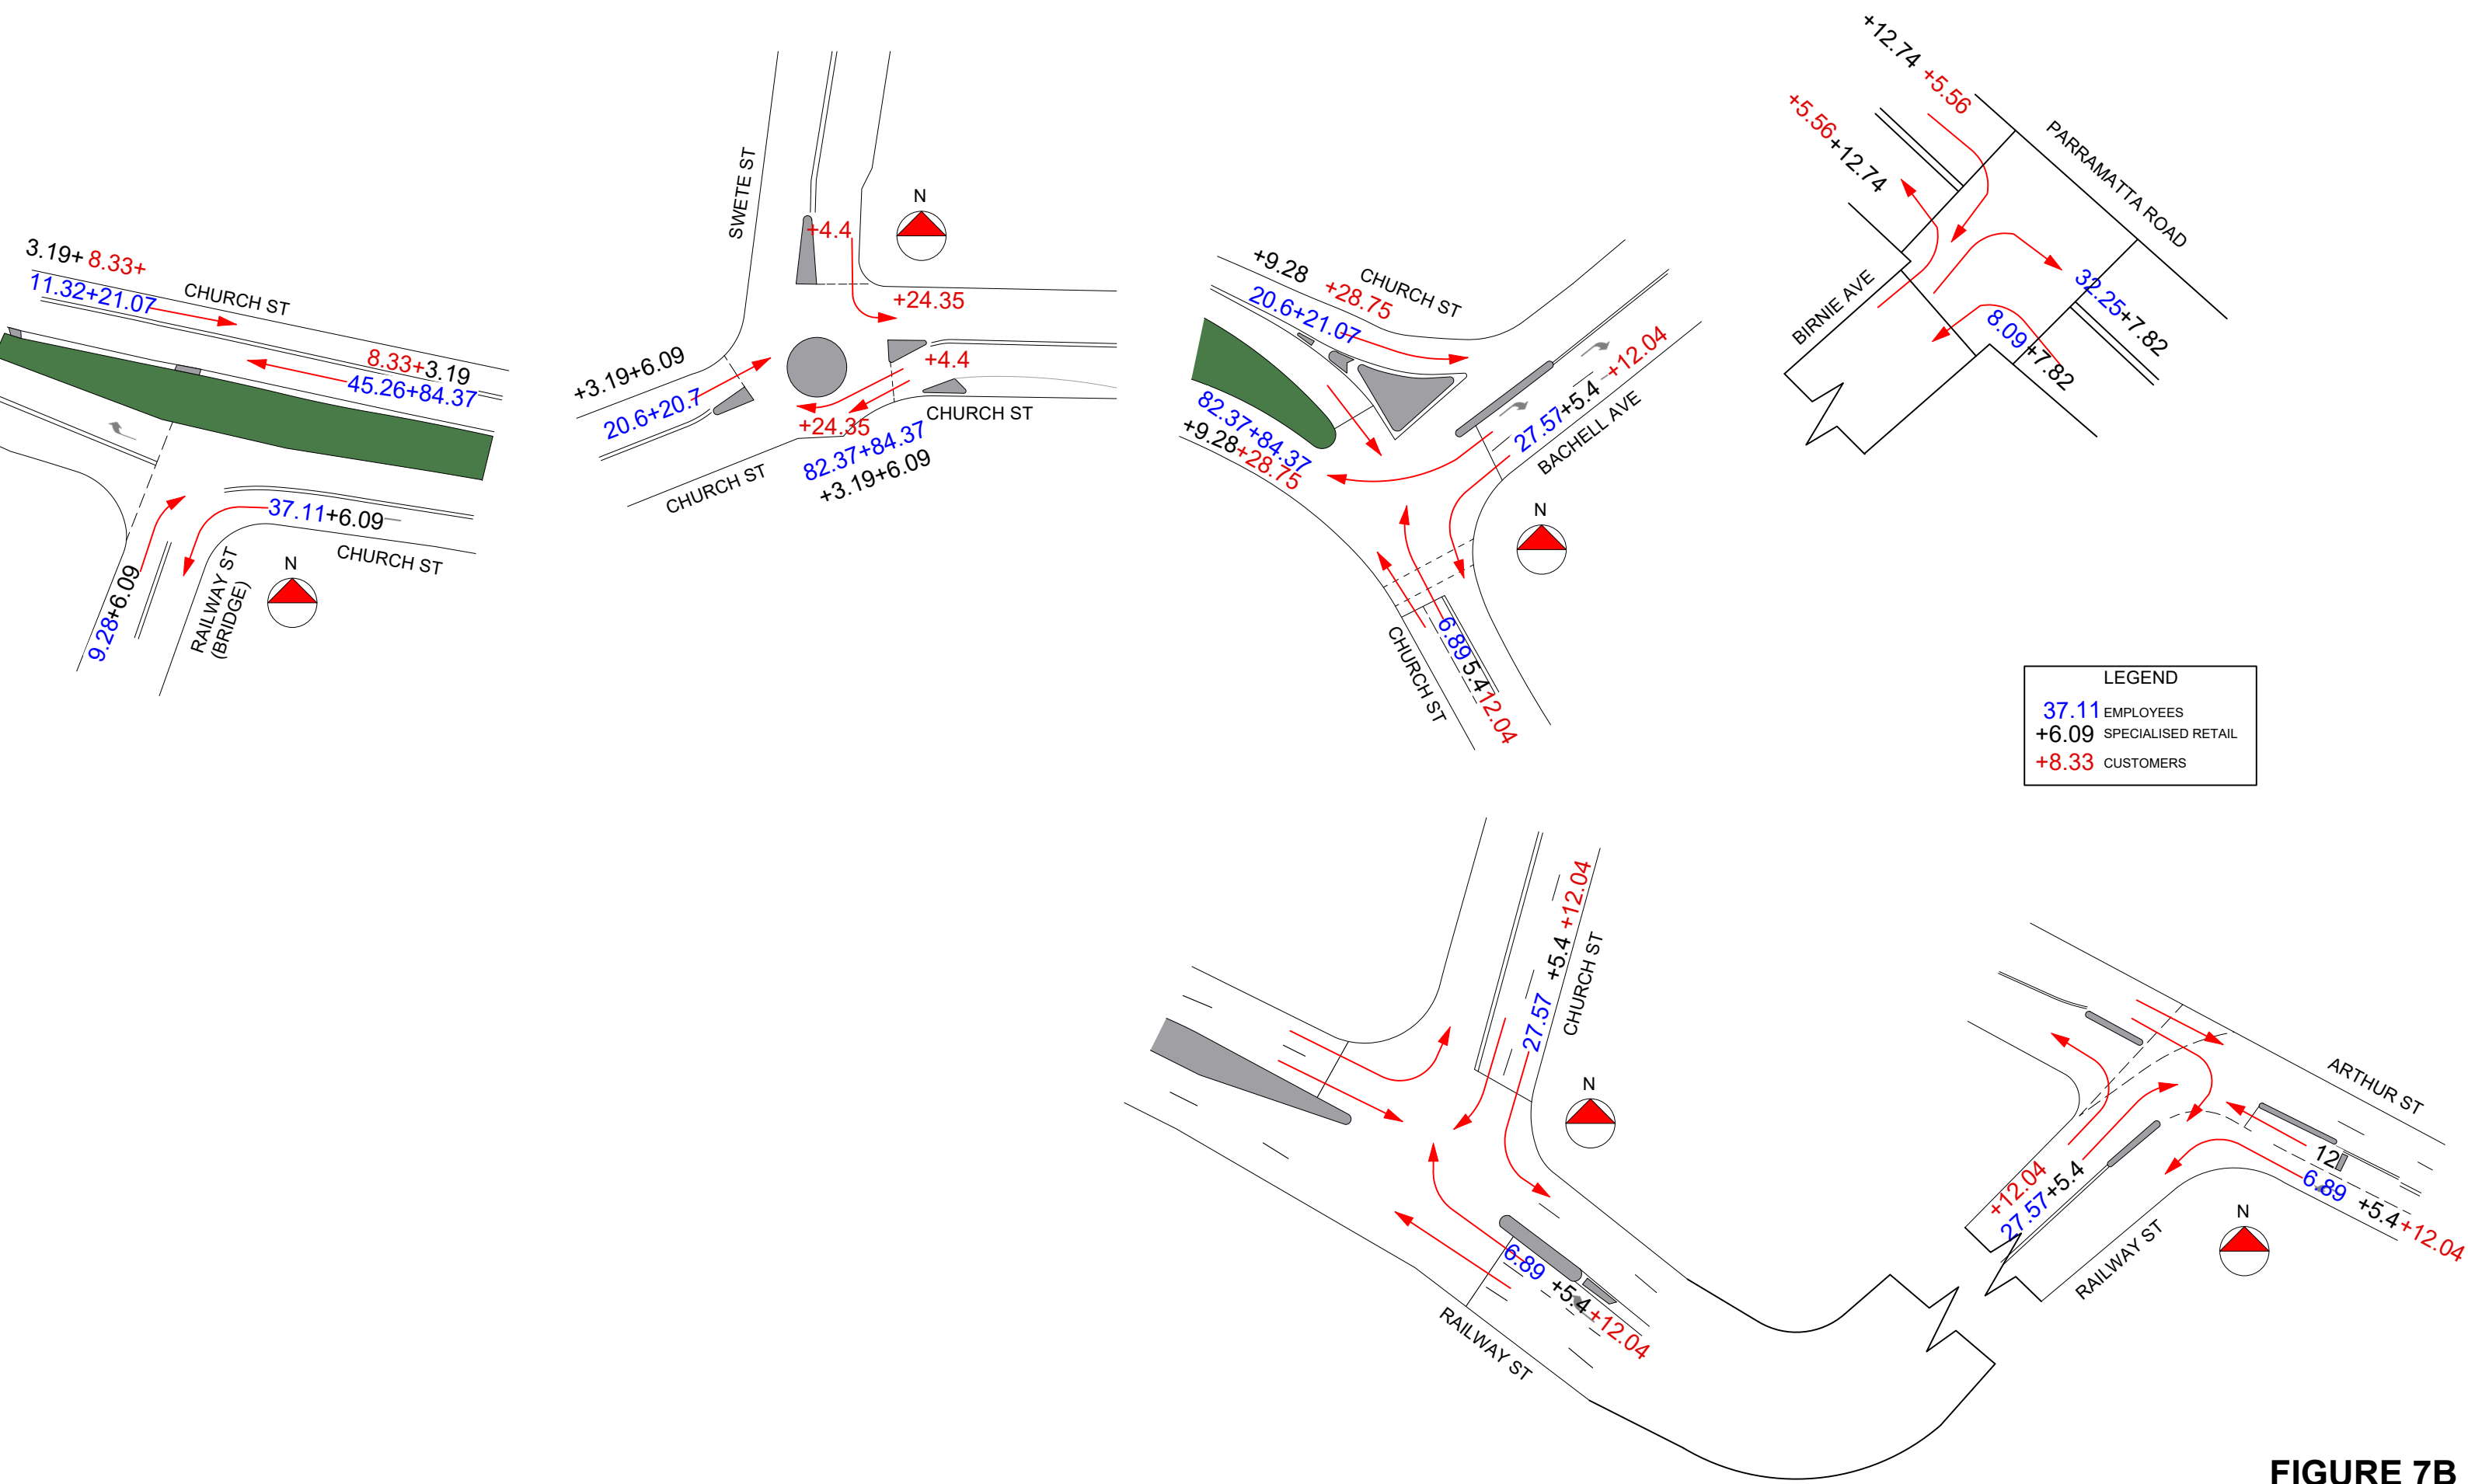 3.19+ 8.33+
11.32+21.07
CHURCH ST
8.33+3.19
45.26+84.37
37.11+6.09
CHURCH ST
9.28+6.09
RAILWAY ST
(BRIDGE)
N
SWETE ST
+4.4
N
+24.35
+3.19+6.09
20.6+20.7
+4.4
+24.35
CHURCH ST
82.37+84.37
+3.19+6.09
CHURCH ST
+9.28 +28.75
CHURCH ST
20.6+21.07
82.37+84.37
+9.28+28.75
27.57+5.4 +12.04
BACHELL AVE
N
6.89 5.4 12.04
CHURCH ST
+12.74 +5.56
+5.56+12.74
PARRAMATTA ROAD
BIRNIE AVE
32.25+7.82
8.09+7.82
LEGEND
37.11 EMPLOYEES
+6.09 SPECIALISED RETAIL
+8.33 CUSTOMERS
27.57 +5.4 +12.04
CHURCH ST
N
6.89 +5.4 +12.04
RAILWAY ST
ARTHUR ST
12
6.89 +5.4 +12.04
+12.04
27.57+5.4
RAILWAY ST
N
FIGURE 7B